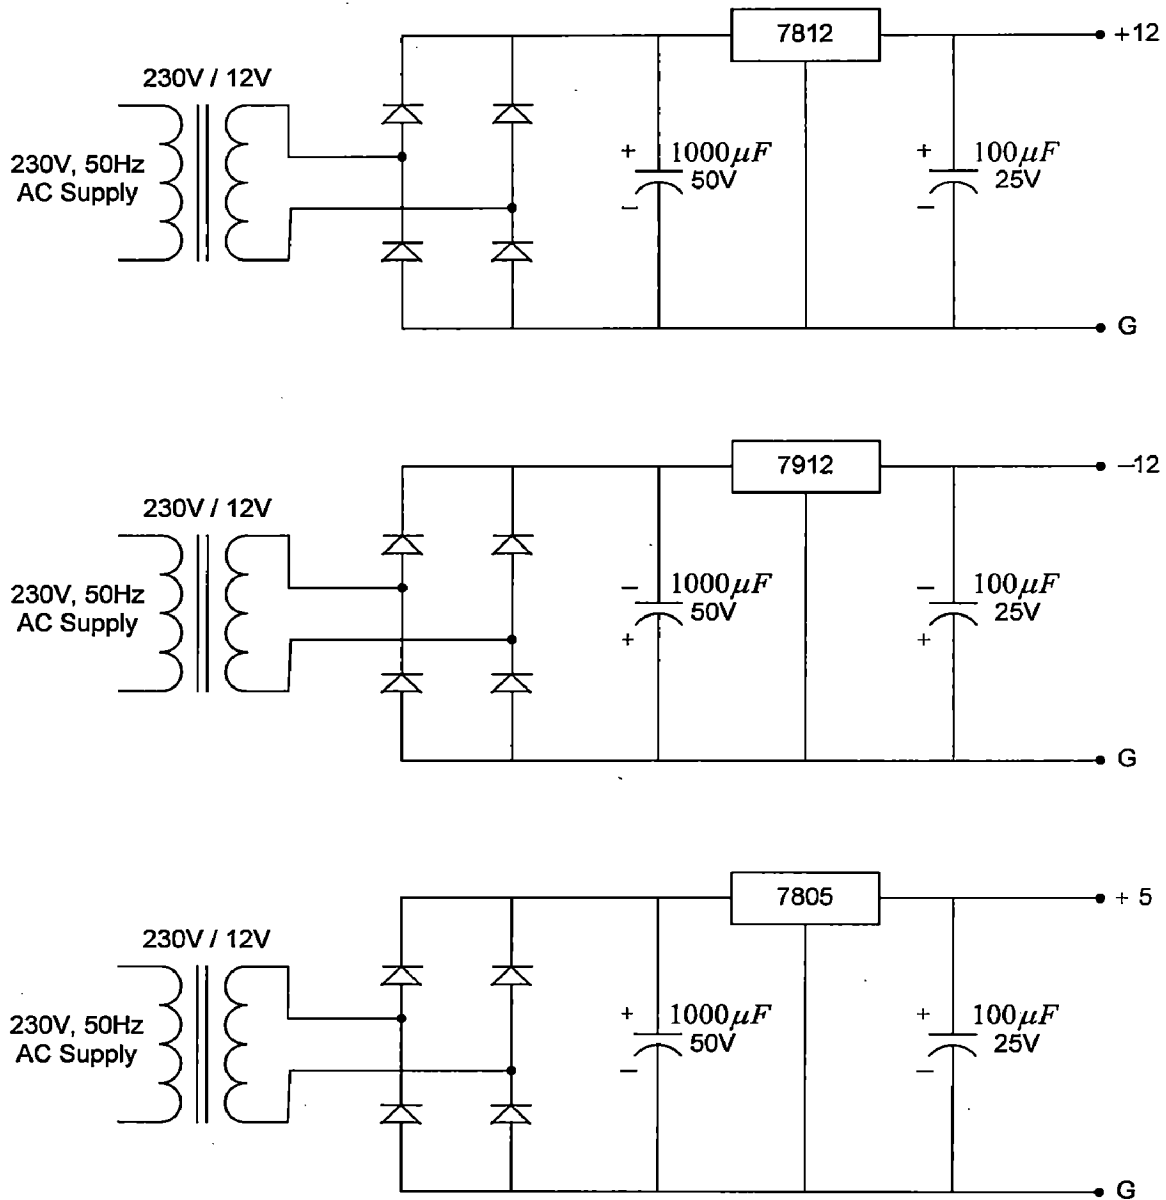 7812
+12
230V / 12V
230V, 50Hz
AC Supply
+
1000μF
50V
−
+
100μF
25V
−
G
7912
−12
230V / 12V
230V, 50Hz
AC Supply
−
1000μF
50V
+
−
100μF
25V
+
G
7805
+ 5
230V / 12V
230V, 50Hz
AC Supply
+
1000μF
50V
−
+
100μF
25V
−
G